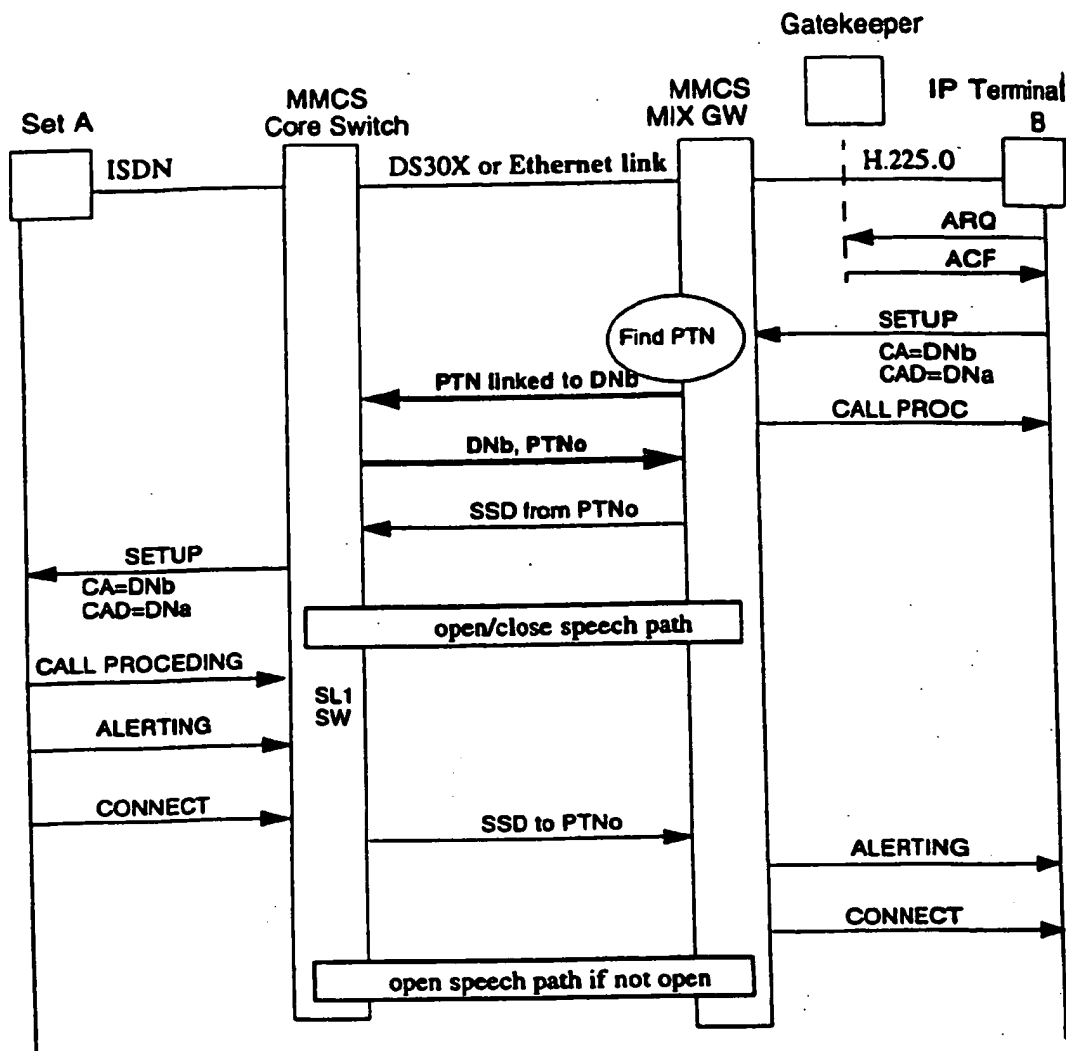 Gatekeeper
Set A
MMCS
Core Switch
MMCS
MIX GW
IP Terminal
B
ISDN
DS30X or Ethernet link
H.225.0
ARQ
ACF
Find PTN
SETUP
CA=DNb
CAD=DNa
PTN linked to DNb
CALL PROC
DNb, PTNo
SSD from PTNo
SETUP
CA=DNb
CAD=DNa
open/close speech path
CALL PROCEDING
SL1
SW
ALERTING
CONNECT
SSD to PTNo
ALERTING
CONNECT
open speech path if not open